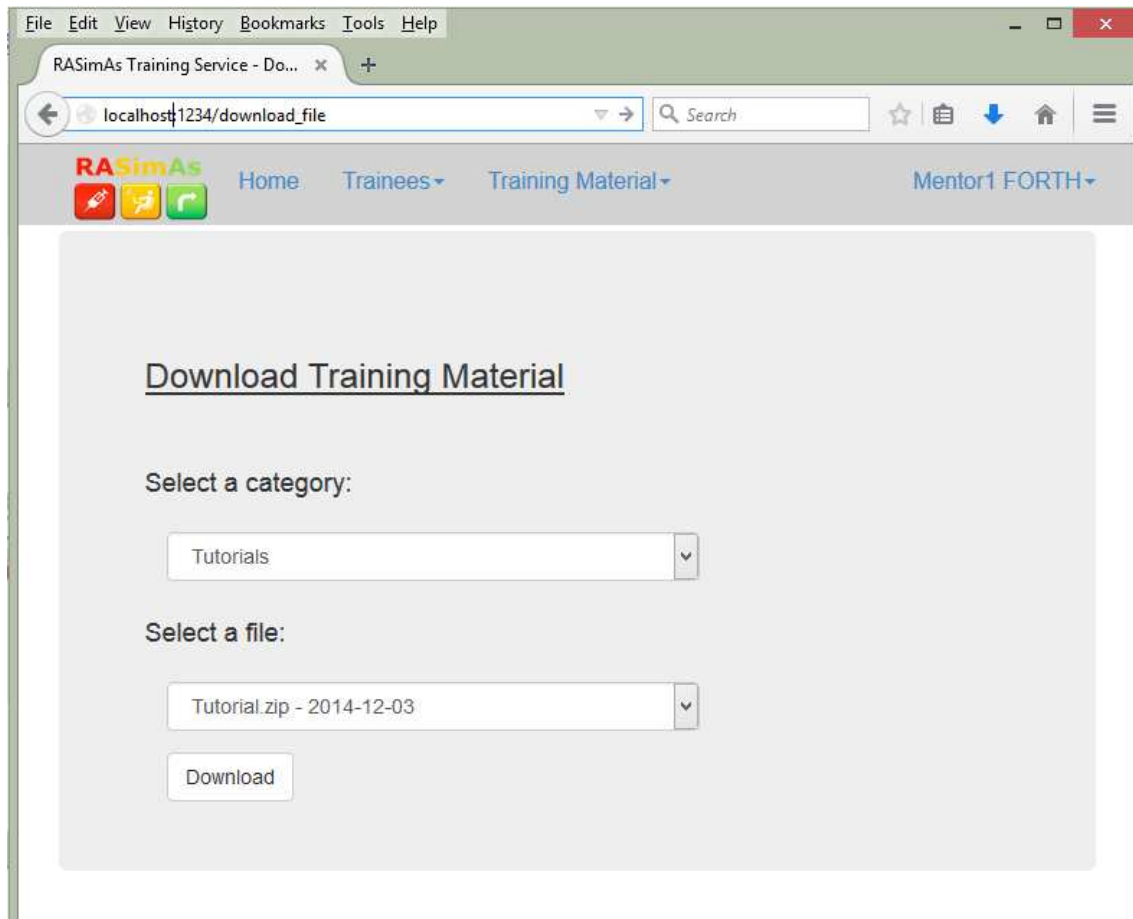 File Edit View History Bookmarks Tools Help
RASimAs Training Service - Do...
localhost:1234/download_file
Search
RASimAs
Home Trainees Training Material Mentor1 FORTH
Download Training Material
Select a category:
Tutorials
Select a file:
Tutorial.zip - 2014-12-03
Download